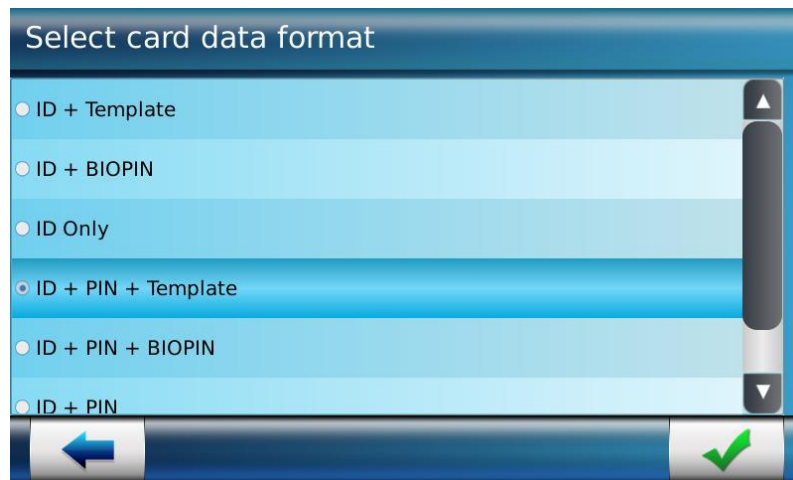 Select card data format
ID + Template
ID + BIOPIN
ID Only
ID + PIN + Template
ID + PIN + BIOPIN
ID + PIN